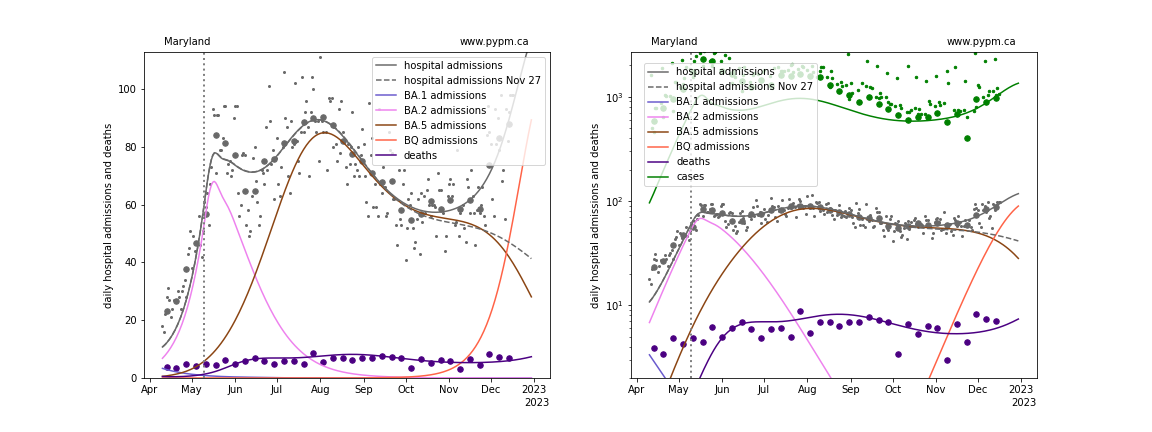 Maryland www.pypm.ca
hospital admissions
hospital admissions Nov 27
BA.1 admissions
BA.2 admissions
BA.5 admissions
BQ admissions
deaths
daily hospital admissions and deaths
100
80
60
40
20
0
Apr May Jun Jul Aug Sep Oct Nov Dec 2023
2023
Maryland www.pypm.ca
hospital admissions
hospital admissions Nov 27
BA.1 admissions
BA.2 admissions
BA.5 admissions
BQ admissions
deaths
cases
daily hospital admissions and deaths
10³
10²
10¹
Apr May Jun Jul Aug Sep Oct Nov Dec 2023
2023